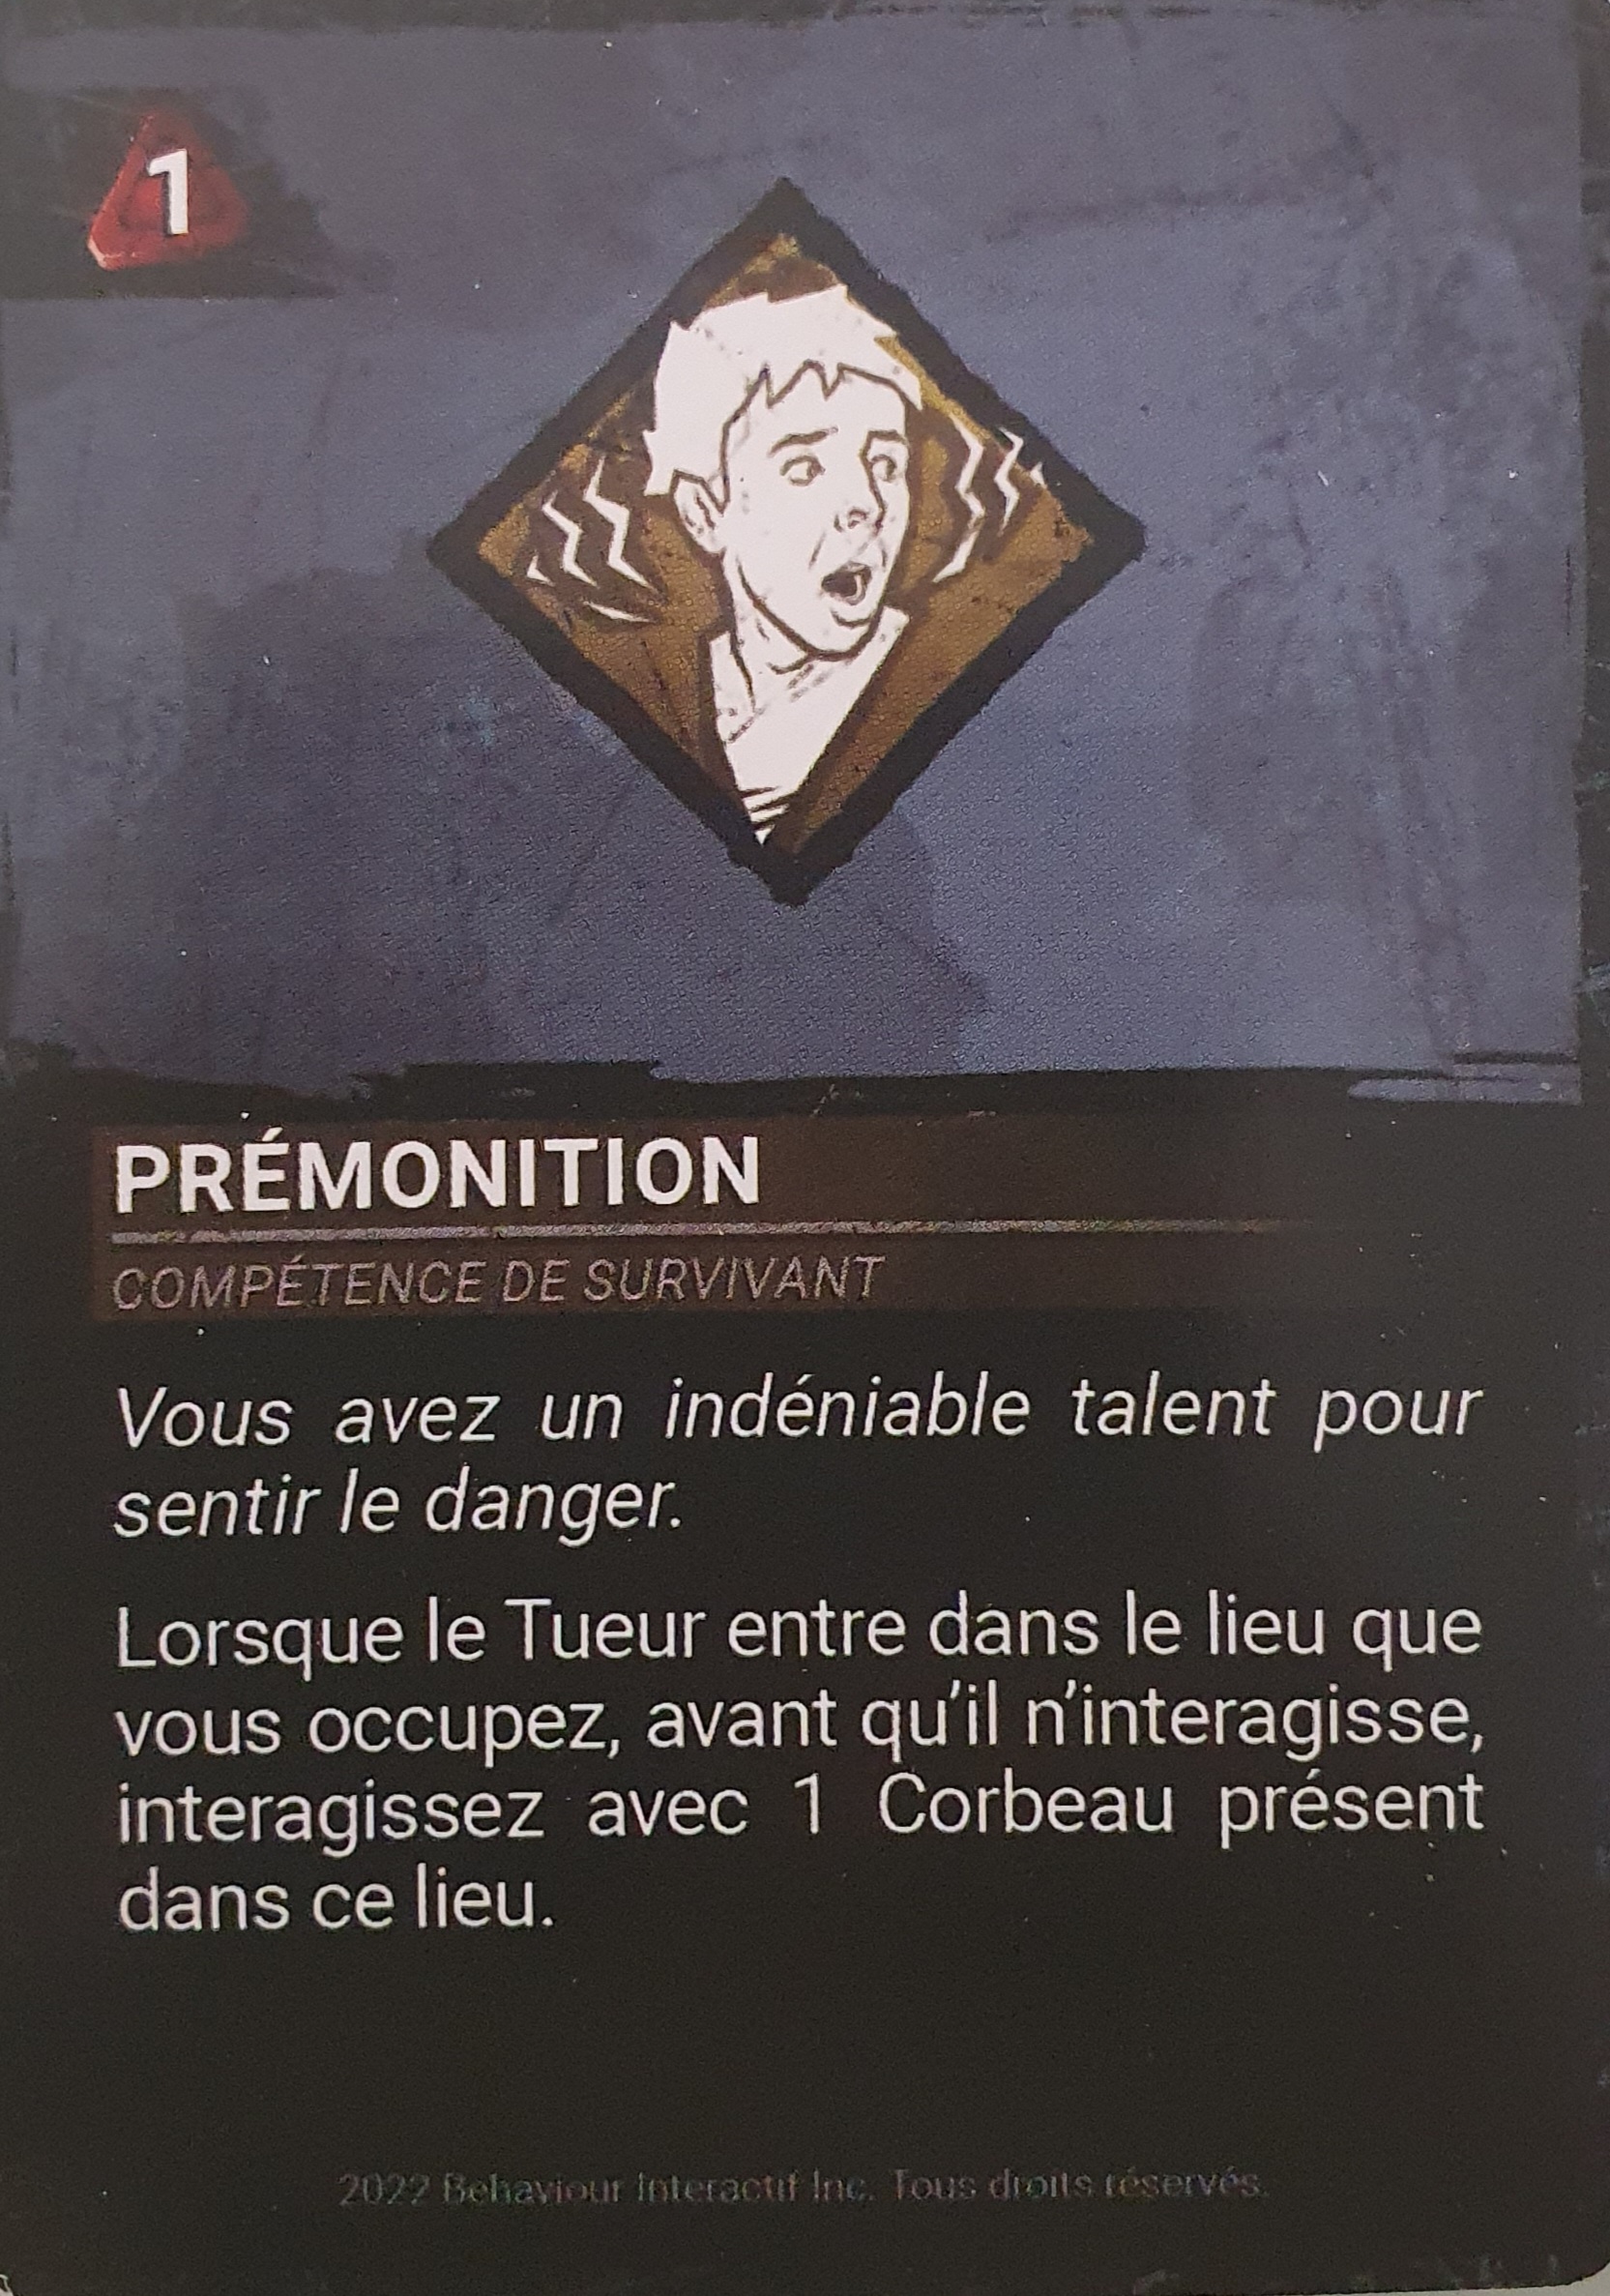 1
PRÉMONITION
COMPÉTENCE DE SURVIVANT
Vous avez un indéniable talent pour
sentir le danger.
Lorsque le Tueur entre dans le lieu que
vous occupez, avant qu'il n'interagisse,
interagissez avec 1 Corbeau présent
dans ce lieu.
2022 Behaviour Interactif Inc. Tous droits réservés.